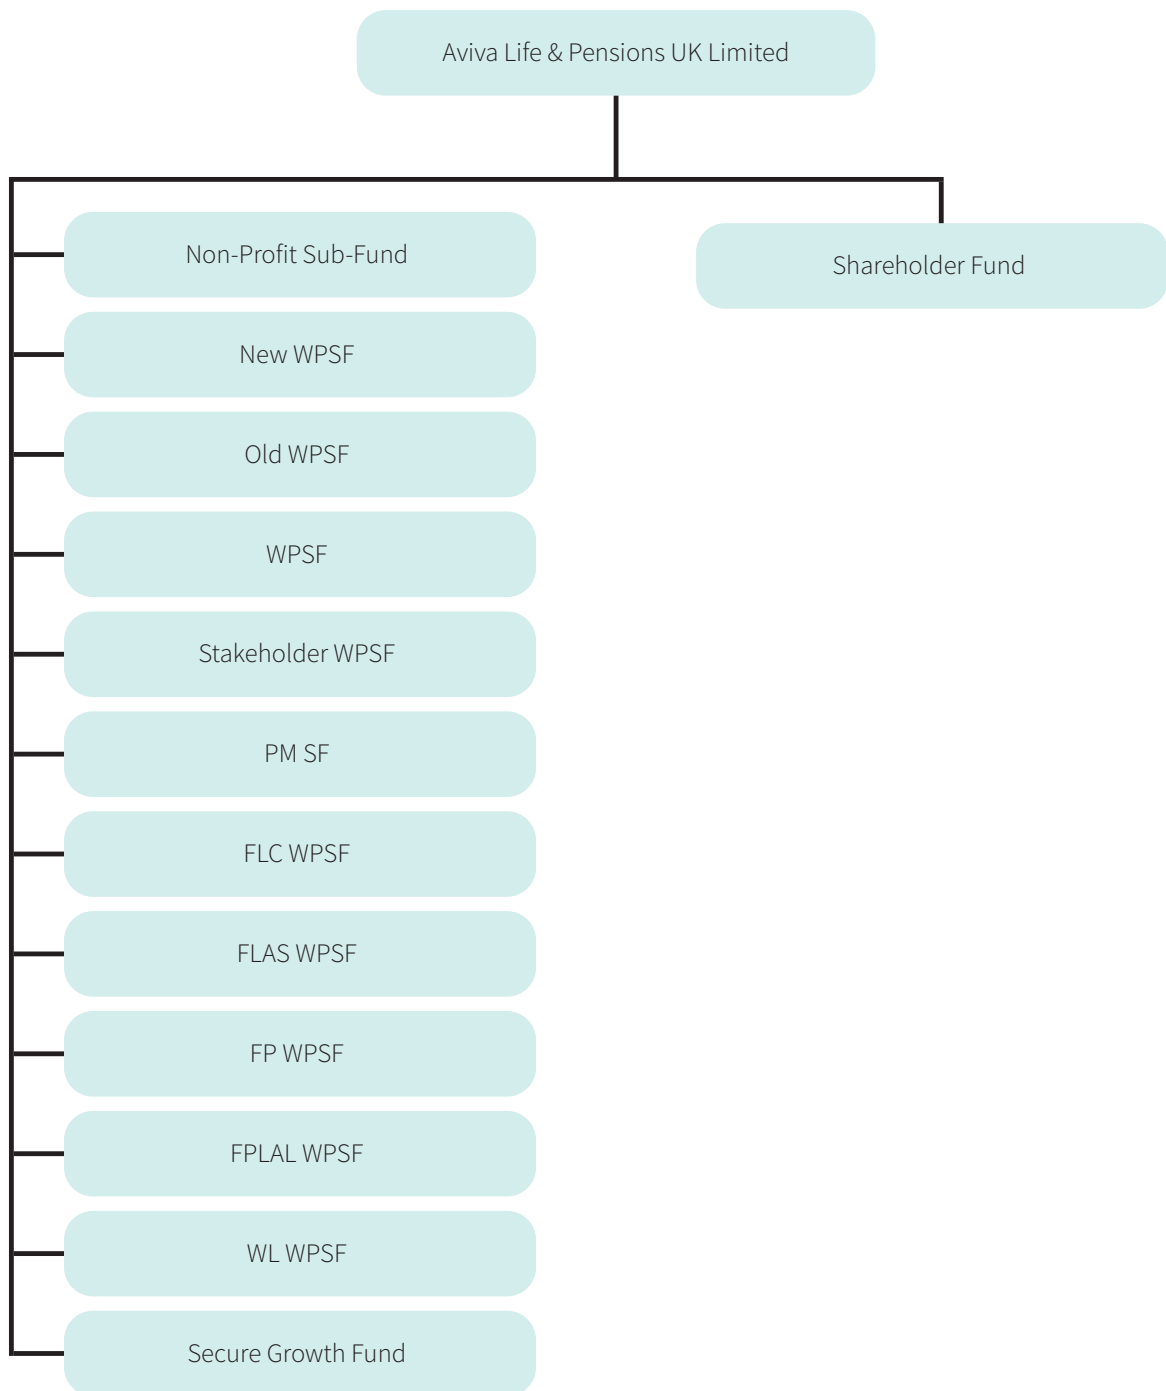 Aviva Life & Pensions UK Limited
Non-Profit Sub-Fund
Shareholder Fund
New WPSF
Old WPSF
WPSF
Stakeholder WPSF
PM SF
FLC WPSF
FLAS WPSF
FP WPSF
FPLAL WPSF
WL WPSF
Secure Growth Fund